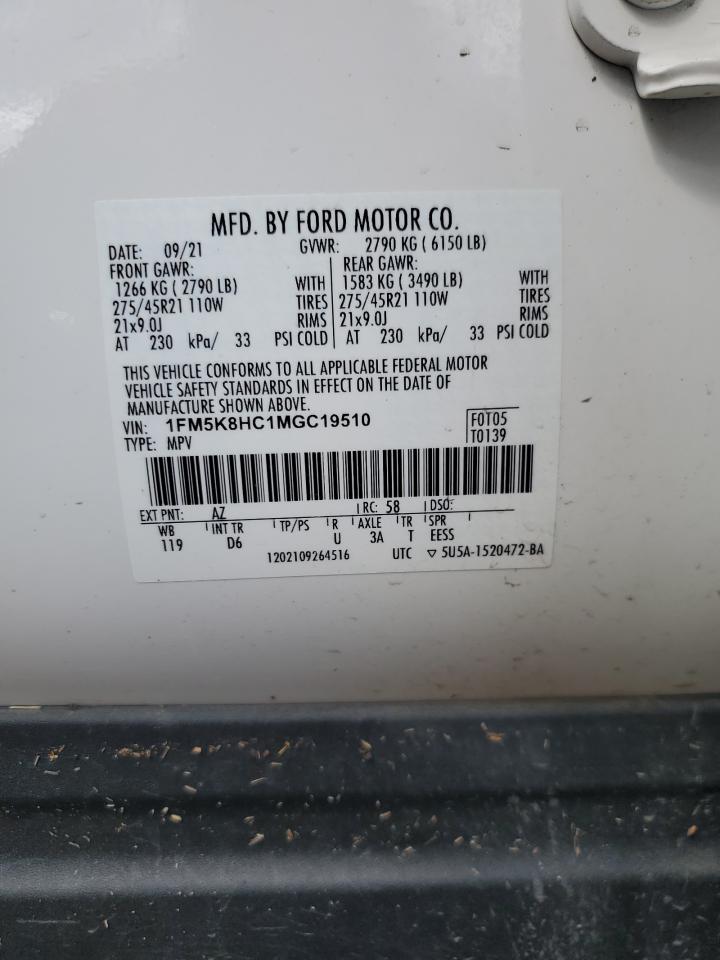 MFD. BY FORD MOTOR CO.
DATE: 09/21 GVWR: 2790 KG ( 6150 LB)
FRONT GAWR: REAR GAWR:
1266 KG ( 2790 LB) WITH 1583 KG ( 3490 LB) WITH
275/45R21 110W TIRES 275/45R21 110W TIRES
21x9.0J RIMS 21x9.0J RIMS
AT 230 kPa/ 33 PSI COLD AT 230 kPa/ 33 PSI COLD
THIS VEHICLE CONFORMS TO ALL APPLICABLE FEDERAL MOTOR
VEHICLE SAFETY STANDARDS IN EFFECT ON THE DATE OF
MANUFACTURE SHOWN ABOVE.
VIN: 1FM5K8HC1MGC19510 F0T05
TYPE: MPV T0139
EXT PNT: AZ RC: 58 DSO:
WB INT TR TP/PS R AXLE TR SPR
119 D6 U 3A T EESS
1202109264516 UTC ▽ 5U5A-1520472-BA